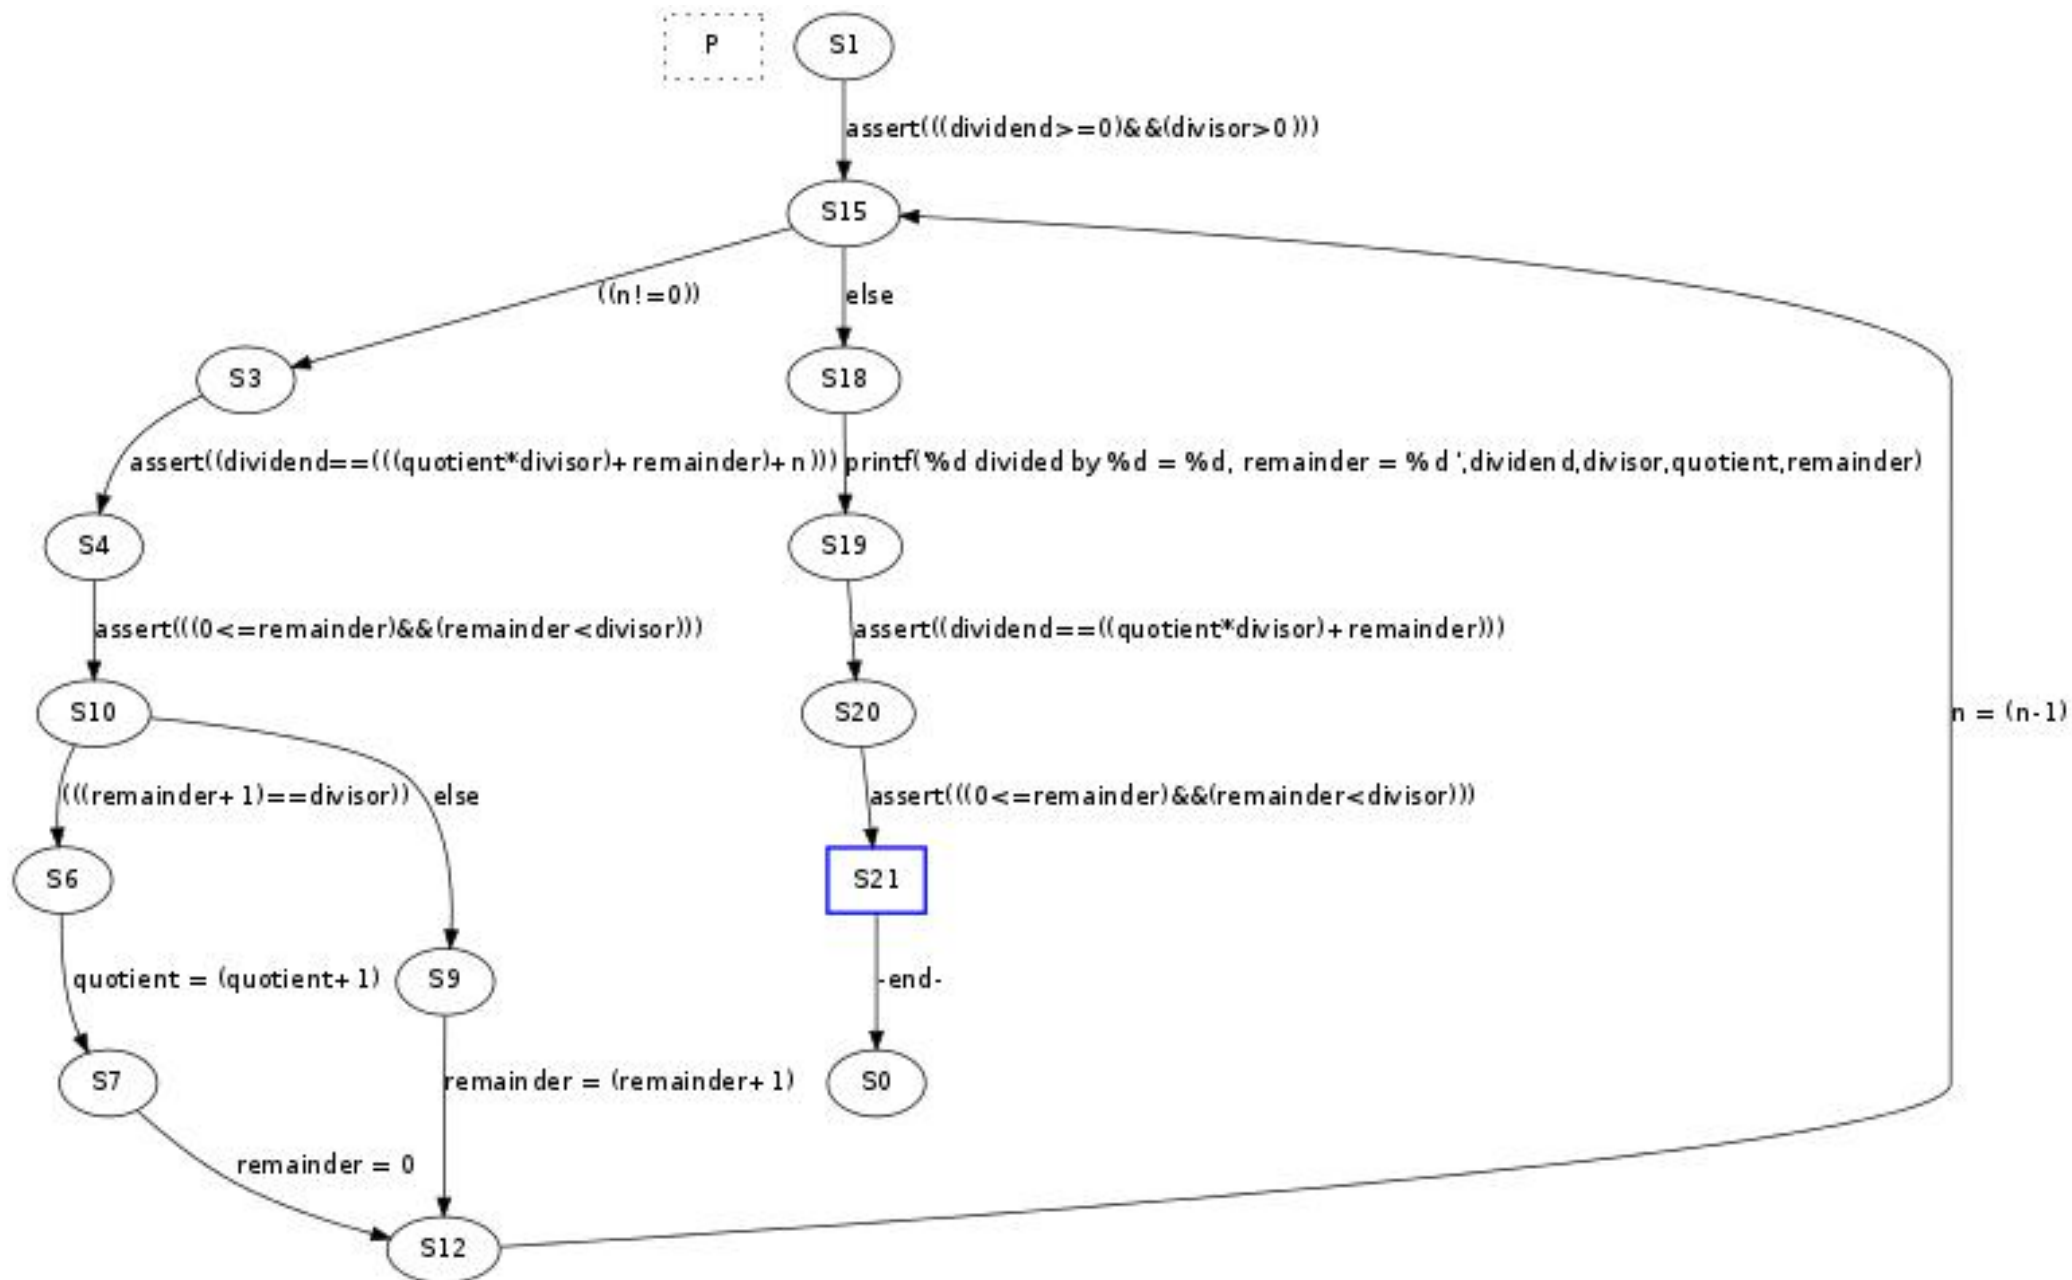 P
S1
assert(((dividend>=0)&&(divisor>0)))
S15
((n!=0))
else
S3
S18
assert((dividend==(((quotient*divisor)+remainder)+n)))
printf('%d divided by %d = %d, remainder = %d',dividend,divisor,quotient,remainder)
S4
S19
assert(((0<=remainder)&&(remainder<divisor)))
assert((dividend==((quotient*divisor)+remainder)))
S10
S20
n = (n-1)
(((remainder+1)==divisor))
else
assert(((0<=remainder)&&(remainder<divisor)))
S6
S21
quotient = (quotient+1)
S9
-end-
S7
remainder = (remainder+1)
S0
remainder = 0
S12